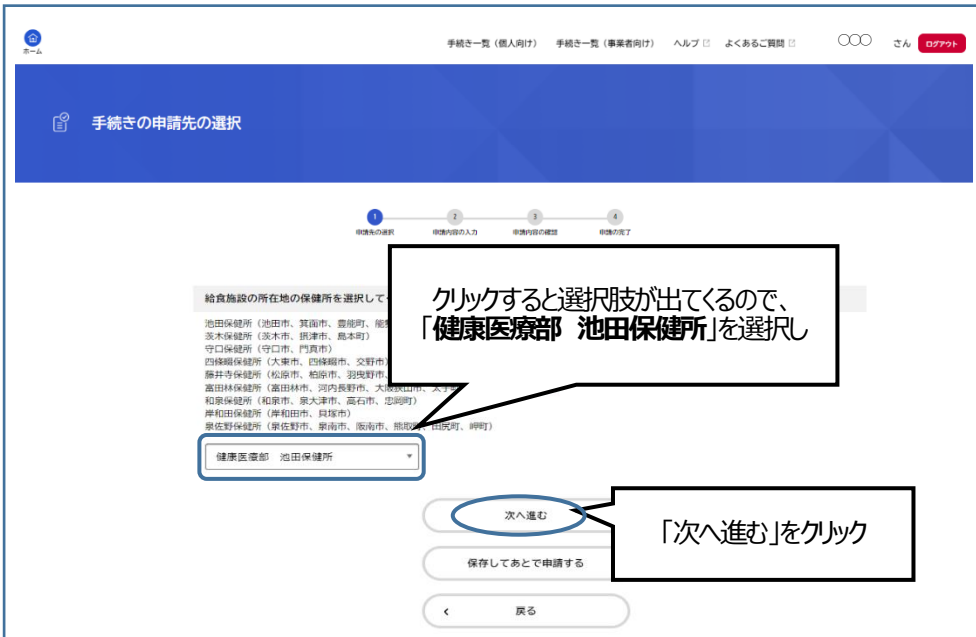 ホーム
手続き一覧（個人向け） 手続き一覧（事業者向け） ヘルプ よくあるご質問 〇〇〇 さん ログアウト
手続きの申請先の選択
1 2 3 4
申請先の選択 申請内容の入力 申請内容の確認 申請の完了
給食施設の所在地の保健所を選択して
クリックすると選択肢が出てくるので、
「健康医療部 池田保健所」を選択し
池田保健所（池田市、箕面市、豊能町、
茨木保健所（茨木市、摂津市、島本町）
守口保健所（守口市、門真市）
四條畷保健所（大東市、四條畷市、交野市）
藤井寺保健所（松原市、柏原市、羽曳野市、
富田林保健所（富田林市、河内長野市、大阪狭山市、太子町
和泉保健所（和泉市、泉大津市、高石市、忠岡町）
岸和田保健所（岸和田市、貝塚市）
泉佐野保健所（泉佐野市、泉南市、阪南市、熊取町、田尻町、岬町）
健康医療部 池田保健所
次へ進む
「次へ進む」をクリック
保存してあとで申請する
戻る